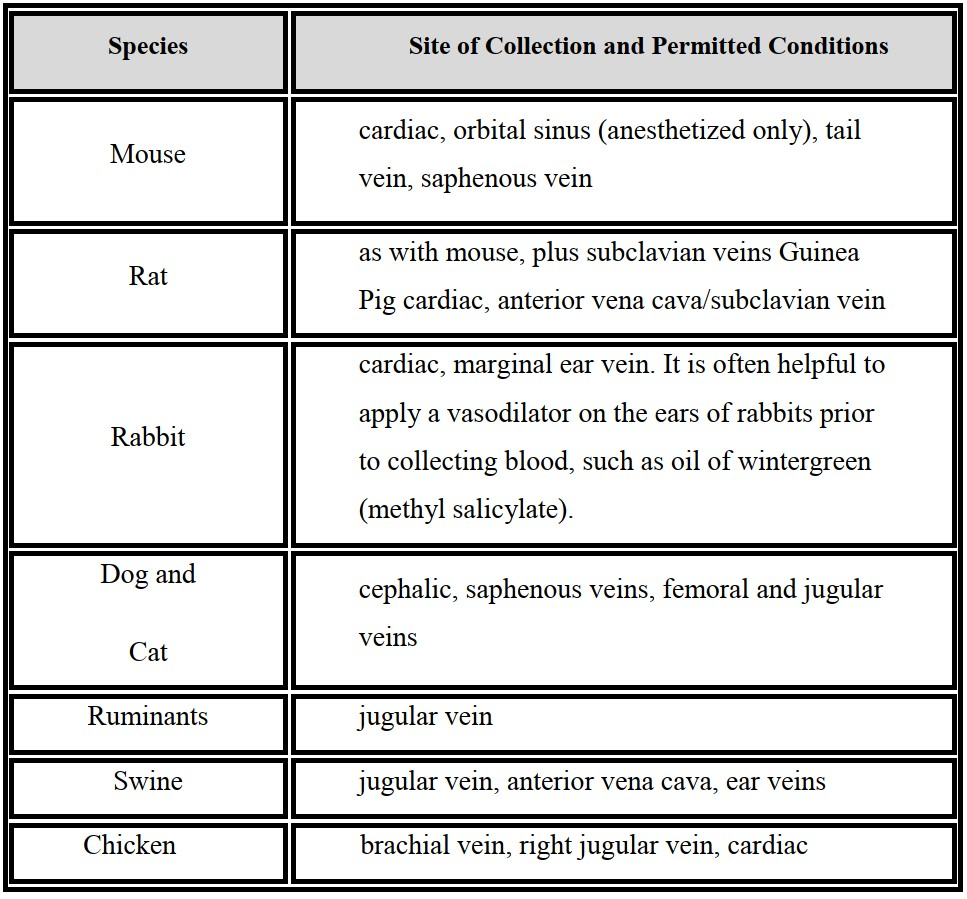 Species
Site of Collection and Permitted Conditions
Mouse
cardiac, orbital sinus (anesthetized only), tail
vein, saphenous vein
Rat
as with mouse, plus subclavian veins Guinea
Pig cardiac, anterior vena cava/subclavian vein
Rabbit
cardiac, marginal ear vein. It is often helpful to
apply a vasodilator on the ears of rabbits prior
to collecting blood, such as oil of wintergreen
(methyl salicylate).
Dog and
Cat
cephalic, saphenous veins, femoral and jugular
veins
Ruminants
jugular vein
Swine
jugular vein, anterior vena cava, ear veins
Chicken
brachial vein, right jugular vein, cardiac